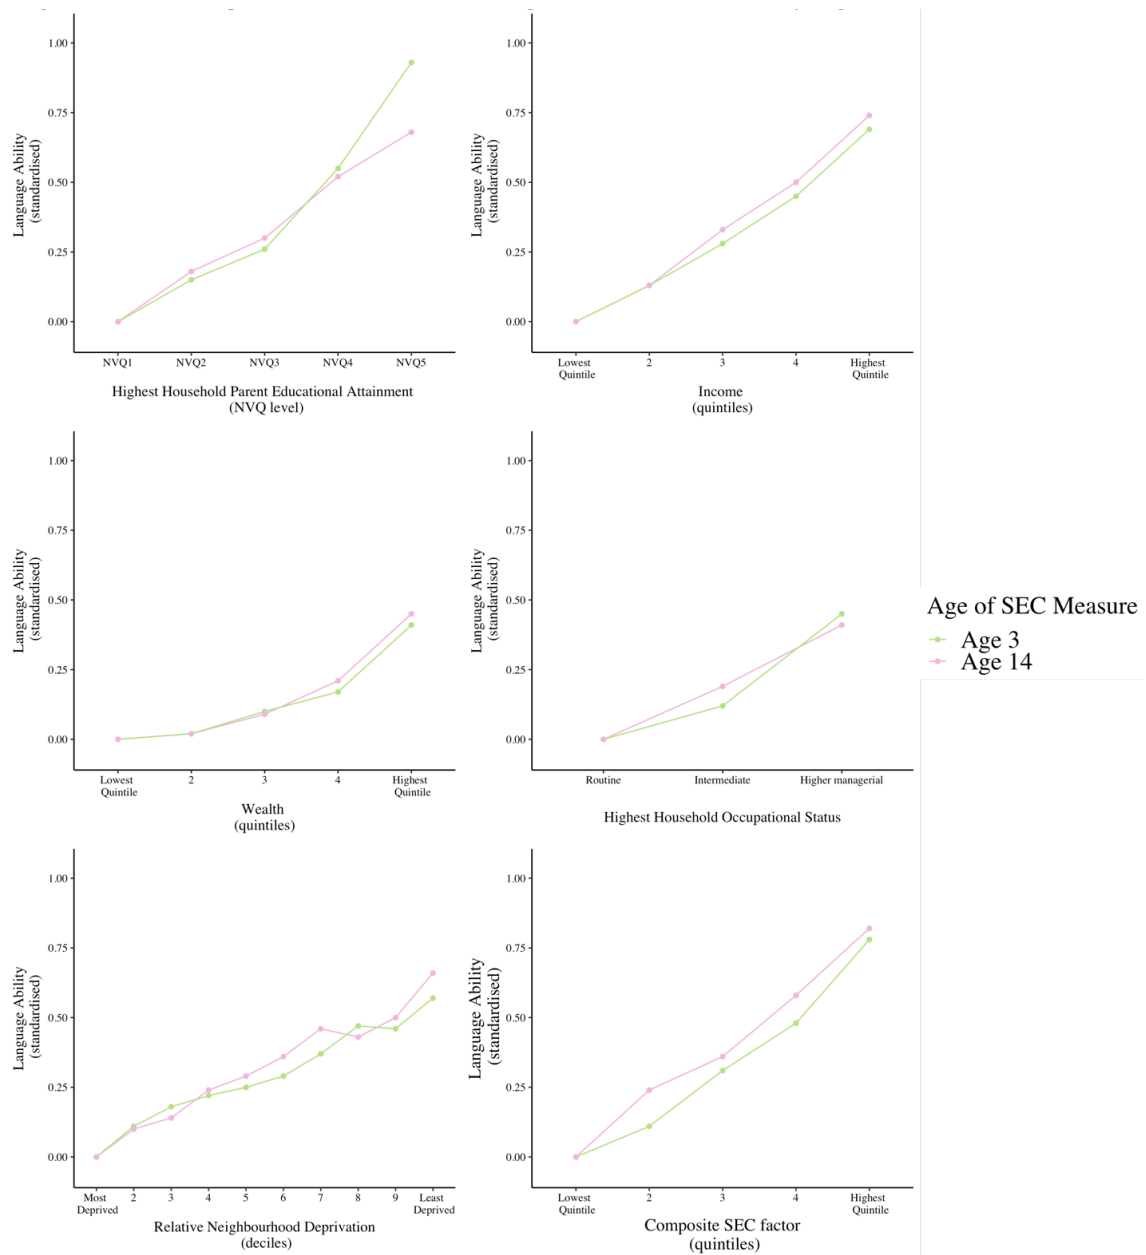 1.00
0.75
0.50
0.25
0.00
Language Ability
(standardised)
NVQ1 NVQ2 NVQ3 NVQ4 NVQ5
Highest Household Parent Educational Attainment
(NVQ level)
1.00
0.75
0.50
0.25
0.00
Language Ability
(standardised)
Lowest Quintile 2 3 4 Highest Quintile
Income
(quintiles)
1.00
0.75
0.50
0.25
0.00
Language Ability
(standardised)
Lowest Quintile 2 3 4 Highest Quintile
Wealth
(quintiles)
1.00
0.75
0.50
0.25
0.00
Language Ability
(standardised)
Routine Intermediate Higher managerial
Highest Household Occupational Status
Age of SEC Measure
Age 3
Age 14
1.00
0.75
0.50
0.25
0.00
Language Ability
(standardised)
Most Deprived 2 3 4 5 6 7 8 9 Least Deprived
Relative Neighbourhood Deprivation
(deciles)
1.00
0.75
0.50
0.25
0.00
Language Ability
(standardised)
Lowest Quintile 2 3 4 Highest Quintile
Composite SEC factor
(quintiles)